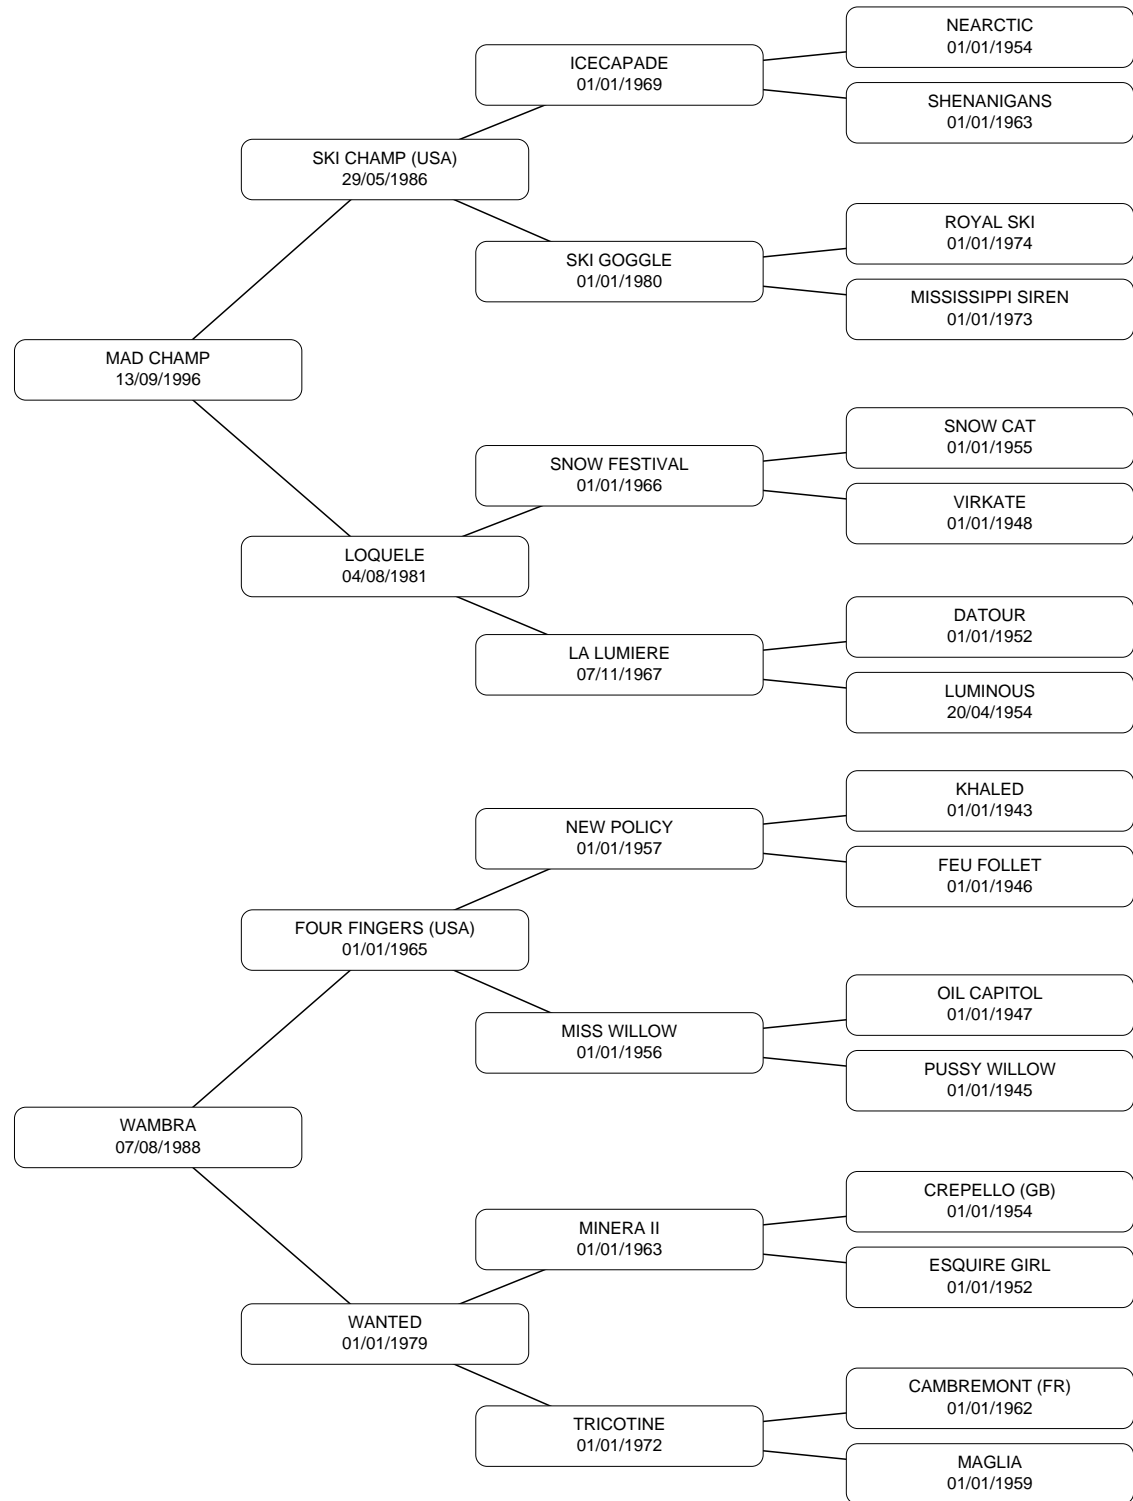 NEARCTIC
01/01/1954
ICECAPADE
01/01/1969
SHENANIGANS
01/01/1963
SKI CHAMP (USA)
29/05/1986
ROYAL SKI
01/01/1974
SKI GOGGLE
01/01/1980
MISSISSIPPI SIREN
01/01/1973
MAD CHAMP
13/09/1996
SNOW CAT
01/01/1955
SNOW FESTIVAL
01/01/1966
VIRKATE
01/01/1948
LOQUELE
04/08/1981
DATOUR
01/01/1952
LA LUMIERE
07/11/1967
LUMINOUS
20/04/1954
KHALED
01/01/1943
NEW POLICY
01/01/1957
FEU FOLLET
01/01/1946
FOUR FINGERS (USA)
01/01/1965
OIL CAPITOL
01/01/1947
MISS WILLOW
01/01/1956
PUSSY WILLOW
01/01/1945
WAMBRA
07/08/1988
CREPELLO (GB)
01/01/1954
MINERA II
01/01/1963
ESQUIRE GIRL
01/01/1952
WANTED
01/01/1979
CAMBREMONT (FR)
01/01/1962
TRICOTINE
01/01/1972
MAGLIA
01/01/1959